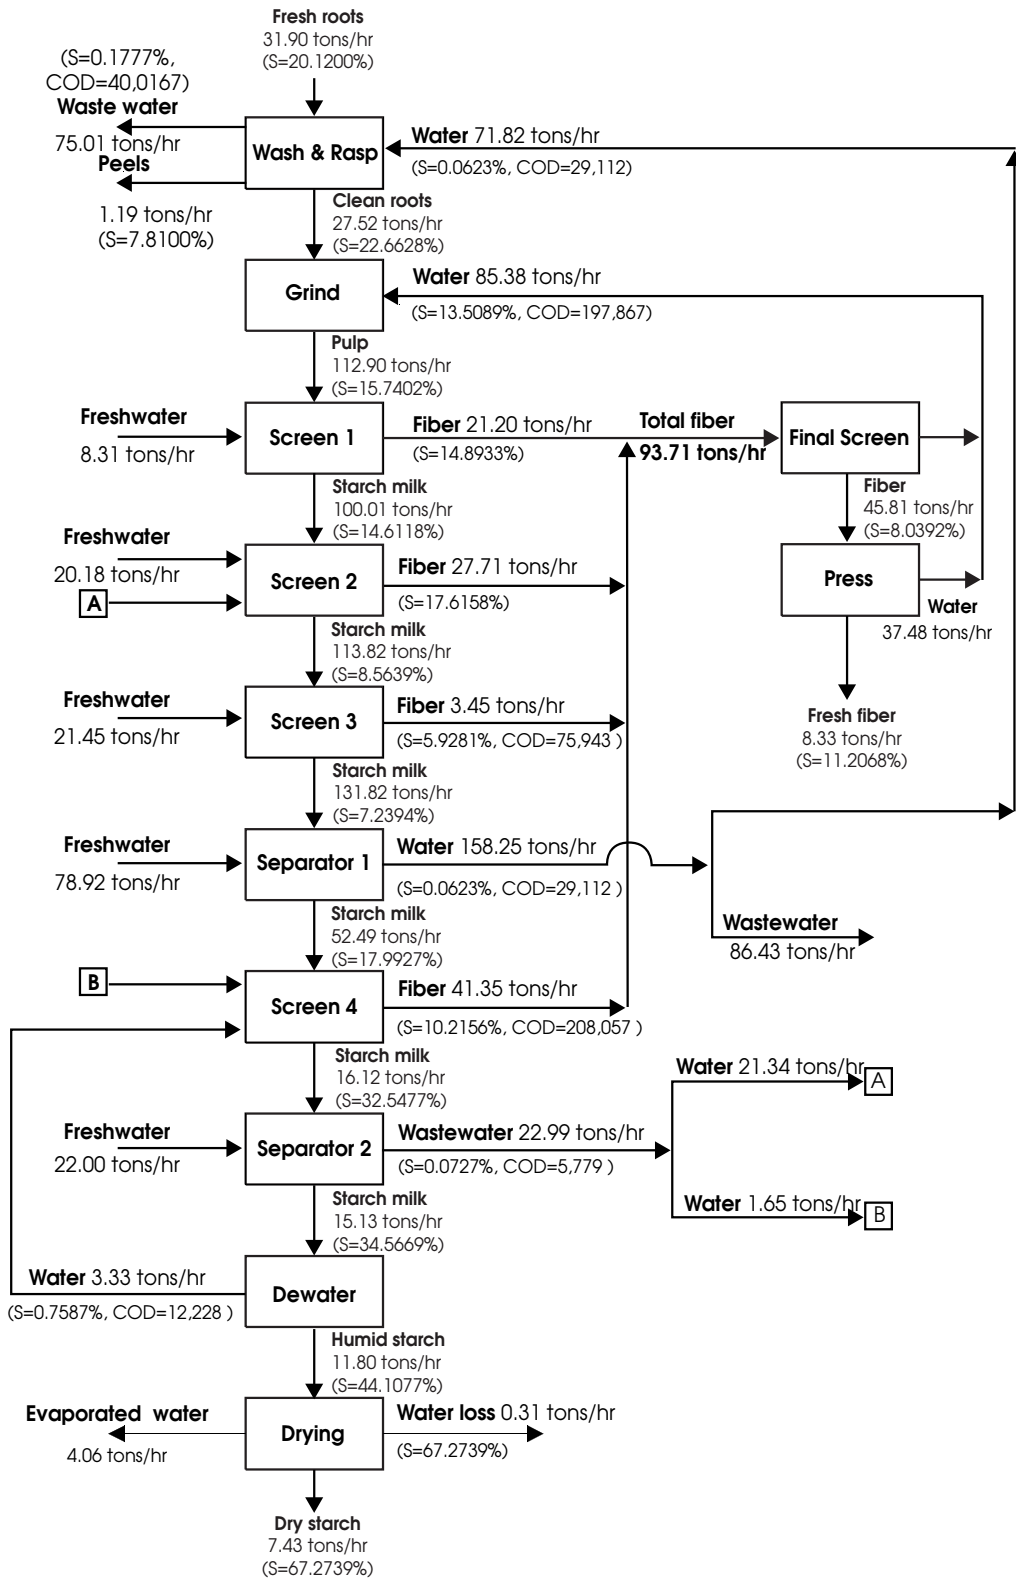 Fresh roots
31.90 tons/hr
(S=20.1200%)
(S=0.1777%,
COD=40,0167)
Waste water
75.01 tons/hr
Peels
1.19 tons/hr
(S=7.8100%)
Wash & Rasp
Water 71.82 tons/hr
(S=0.0623%, COD=29,112)
Clean roots
27.52 tons/hr
(S=22.6628%)
Grind
Water 85.38 tons/hr
(S=13.5089%, COD=197,867)
Pulp
112.90 tons/hr
(S=15.7402%)
Freshwater
8.31 tons/hr
Screen 1
Fiber 21.20 tons/hr
(S=14.8933%)
Total fiber
93.71 tons/hr
Final Screen
Starch milk
100.01 tons/hr
(S=14.6118%)
Fiber
45.81 tons/hr
(S=8.0392%)
Freshwater
20.18 tons/hr
A
Screen 2
Fiber 27.71 tons/hr
(S=17.6158%)
Press
Water
37.48 tons/hr
Starch milk
113.82 tons/hr
(S=8.5639%)
Freshwater
21.45 tons/hr
Screen 3
Fiber 3.45 tons/hr
(S=5.9281%, COD=75,943 )
Fresh fiber
8.33 tons/hr
(S=11.2068%)
Starch milk
131.82 tons/hr
(S=7.2394%)
Freshwater
78.92 tons/hr
Separator 1
Water 158.25 tons/hr
(S=0.0623%, COD=29,112 )
Wastewater
86.43 tons/hr
Starch milk
52.49 tons/hr
(S=17.9927%)
B
Screen 4
Fiber 41.35 tons/hr
(S=10.2156%, COD=208,057 )
Starch milk
16.12 tons/hr
(S=32.5477%)
Water 21.34 tons/hr
A
Freshwater
22.00 tons/hr
Separator 2
Wastewater 22.99 tons/hr
(S=0.0727%, COD=5,779 )
Water 1.65 tons/hr
B
Starch milk
15.13 tons/hr
(S=34.5669%)
Water 3.33 tons/hr
(S=0.7587%, COD=12,228 )
Dewater
Humid starch
11.80 tons/hr
(S=44.1077%)
Evaporated water
4.06 tons/hr
Drying
Water loss 0.31 tons/hr
(S=67.2739%)
Dry starch
7.43 tons/hr
(S=67.2739%)